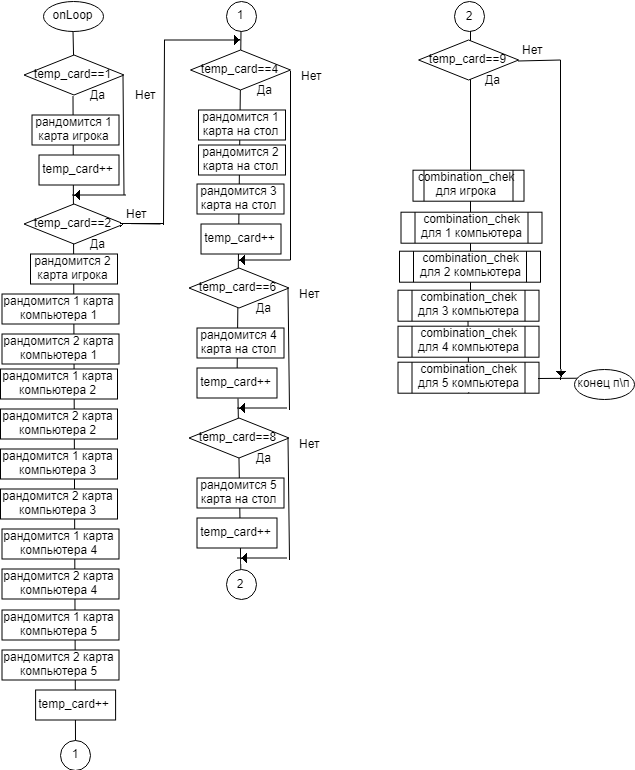 onLoop
temp_card==1
Да
Нет
рандомится 1
карта игрока
temp_card++
temp_card==2
Нет
Да
рандомится 2
карта игрока
рандомится 1 карта
компьютера 1
рандомится 2 карта
компьютера 1
рандомится 1 карта
компьютера 2
рандомится 2 карта
компьютера 2
рандомится 1 карта
компьютера 3
рандомится 2 карта
компьютера 3
рандомится 1 карта
компьютера 4
рандомится 2 карта
компьютера 4
рандомится 1 карта
компьютера 5
рандомится 2 карта
компьютера 5
temp_card++
1
1
temp_card==4
Нет
Да
рандомится 1
карта на стол
рандомится 2
карта на стол
рандомится 3
карта на стол
temp_card++
temp_card==6
Нет
Да
рандомится 4
карта на стол
temp_card++
temp_card==8
Нет
Да
рандомится 5
карта на стол
temp_card++
2
2
Нет
temp_card==9
Да
combination_chek
для игрока
combination_chek
для 1 компьютера
combination_chek
для 2 компьютера
combination_chek
для 3 компьютера
combination_chek
для 4 компьютера
combination_chek
для 5 компьютера
конец п\п